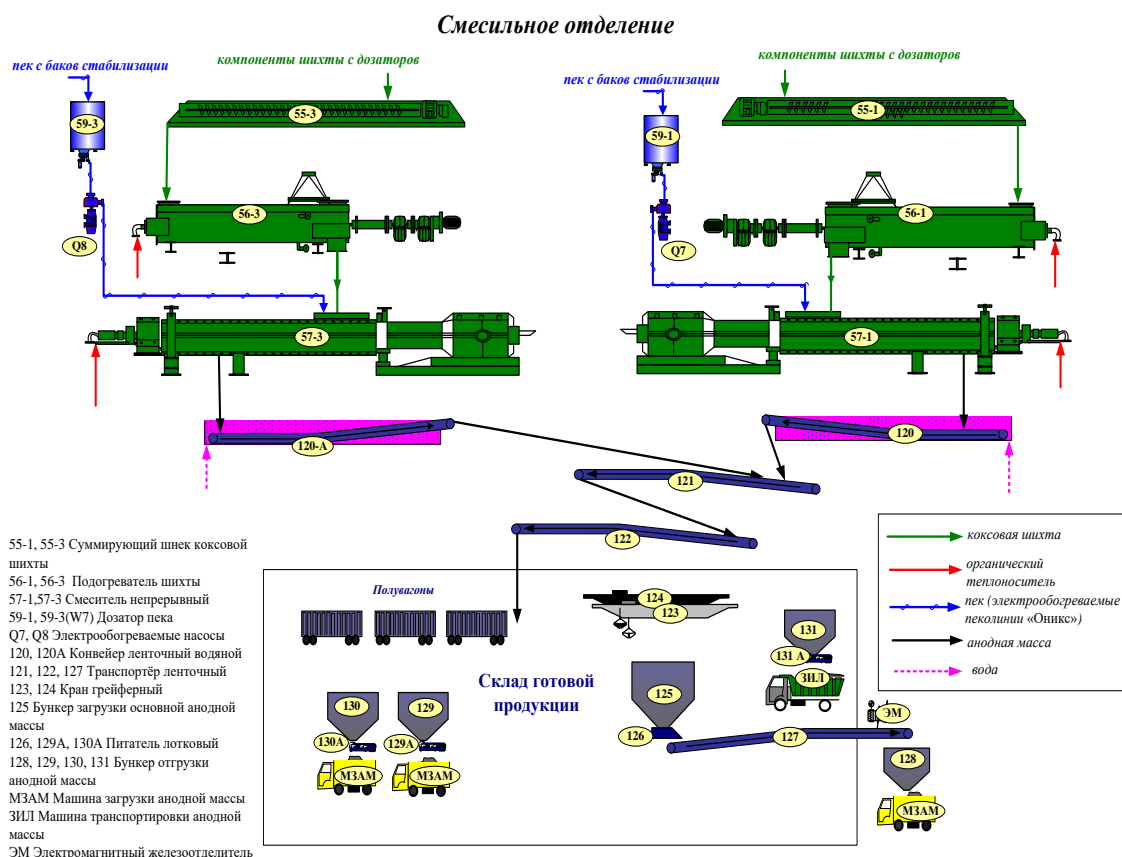 Смесильное отделение
пек с баков стабилизации
компоненты шихты с дозаторов
59-3
55-3
56-3
Q8
57-3
120-А
пек с баков стабилизации
компоненты шихты с дозаторов
59-1
55-1
56-1
Q7
57-1
120
121
122
55-1, 55-3 Суммирующий шнек коксовой
шихты
56-1, 56-3 Подогреватель шихты
57-1,57-3 Смеситель непрерывный
59-1, 59-3(W7) Дозатор пека
Q7, Q8 Электрообогреваемые насосы
120, 120А Конвейер ленточный водяной
121, 122, 127 Транспортёр ленточный
123, 124 Кран грейферный
125 Бункер загрузки основной анодной
массы
126, 129А, 130А Питатель лотковый
128, 129, 130, 131 Бункер отгрузки
анодной массы
МЗАМ Машина загрузки анодной массы
ЗИЛ Машина транспортировки анодной
массы
ЭМ Электромагнитный железоотделитель
Полувагоны
124
123
131
131 А
ЗИЛ
Склад готовой
продукции
125
126
127
ЭМ
130
129
130А
129А
МЗАМ
МЗАМ
128
МЗАМ
коксовая шихта
органический
теплоноситель
пек (электрообогреваемые
пеколинии «Оникс»)
анодная масса
вода